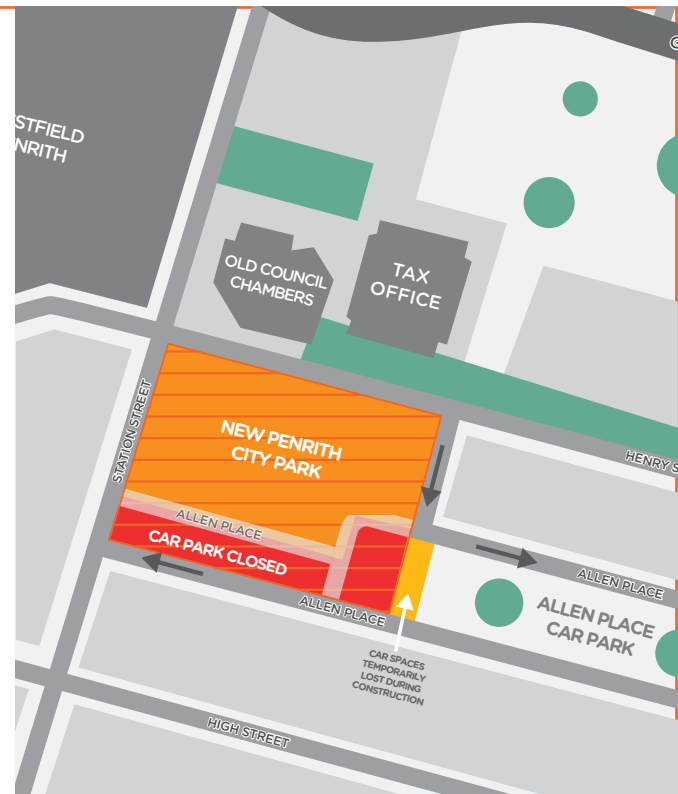 STFIELD
NRITH
OLD COUNCIL
CHAMBERS
TAX
OFFICE
STATION STREET
NEW PENRITH
CITY PARK
HENRY S
ALLEN PLACE
CAR PARK CLOSED
ALLEN PLACE
ALLEN PLACE
ALLEN PLACE
CAR PARK
CAR SPACES
TEMPORARILY
LOST DURING
CONSTRUCTION
HIGH STREET